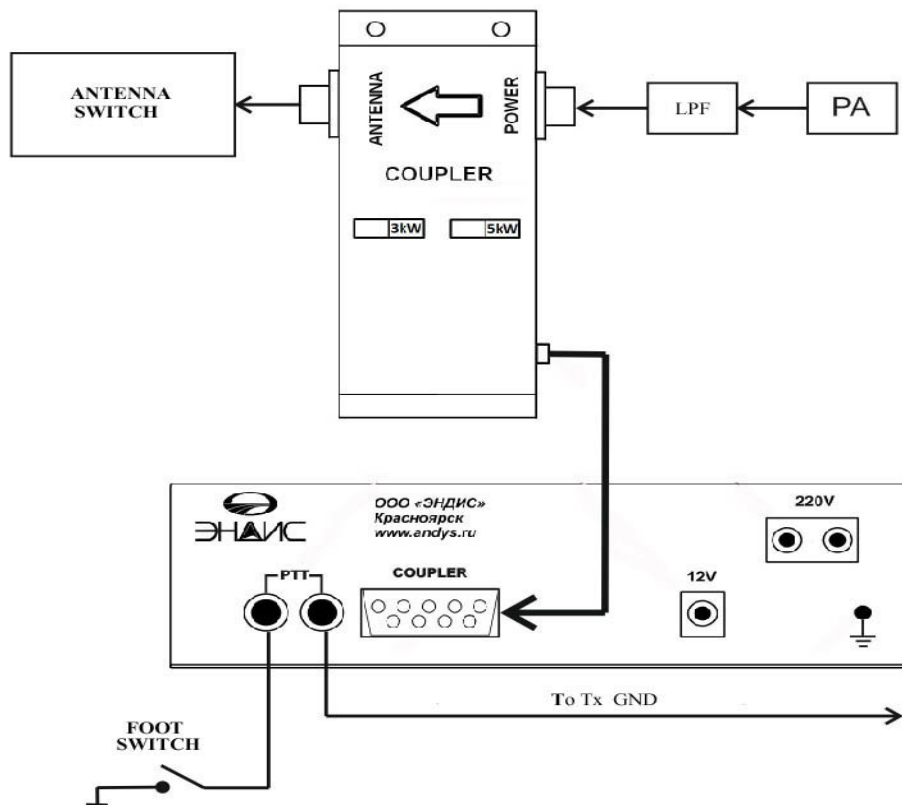 ANTENNA
SWITCH
ANTENNA
POWER
LPF
PA
COUPLER
3kW
5kW
ЭНДИС
ООО «ЭНДИС»
Красноярск
www.andys.ru
220V
PTT
COUPLER
12V
To Tx GND
FOOT
SWITCH